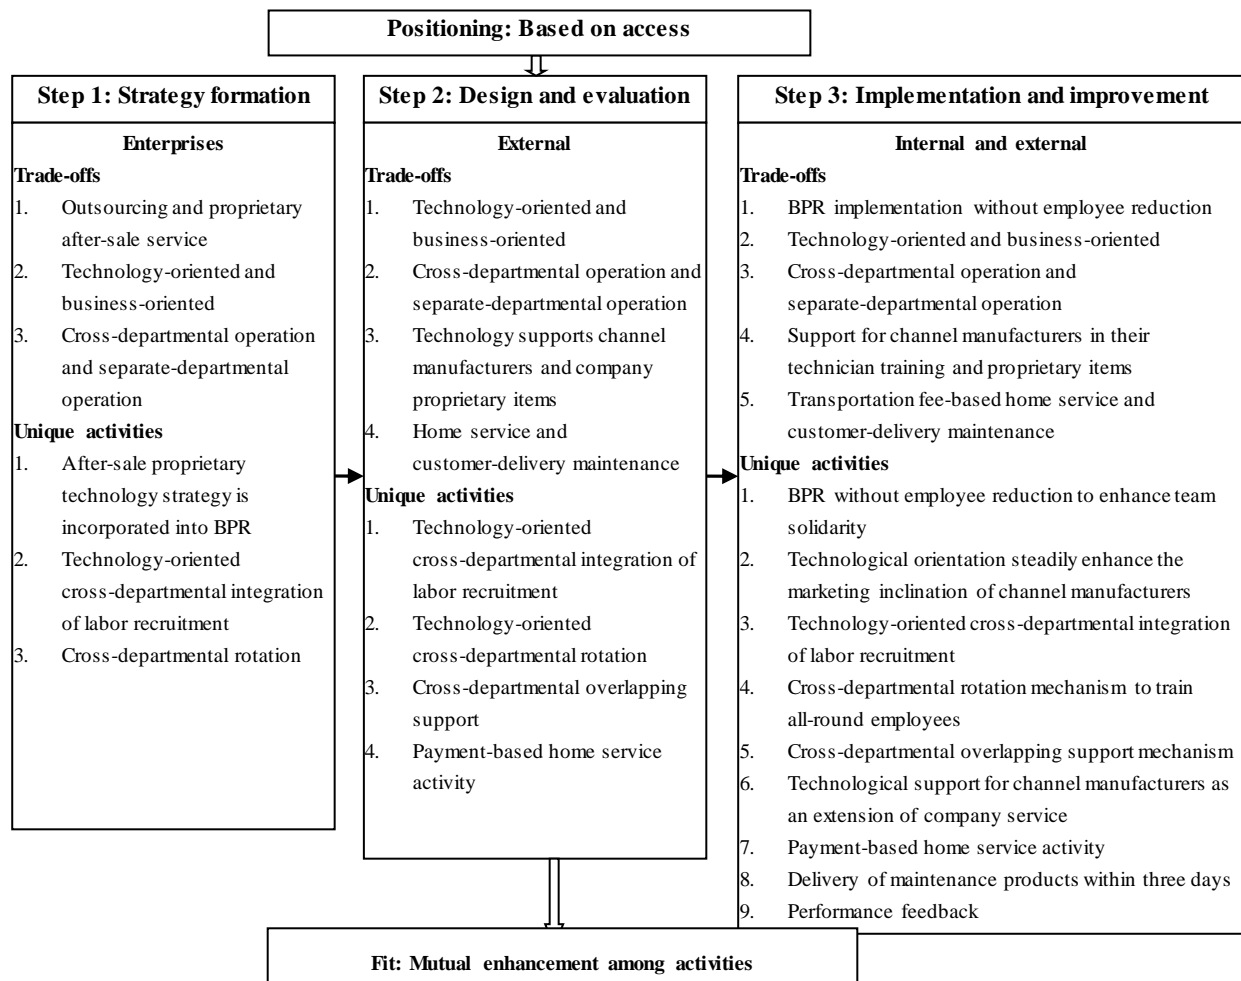 Positioning: Based on access
Step 1: Strategy formation
Enterprises
Trade-offs
1. Outsourcing and proprietary
after-sale service
2. Technology-oriented and
business-oriented
3. Cross-departmental operation
and separate-departmental
operation
Unique activities
1. After-sale proprietary
technology strategy is
incorporated into BPR
2. Technology-oriented
cross-departmental integration
of labor recruitment
3. Cross-departmental rotation
Step 2: Design and evaluation
External
Trade-offs
1. Technology-oriented and
business-oriented
2. Cross-departmental operation and
separate-departmental operation
3. Technology supports channel
manufacturers and company
proprietary items
4. Home service and
customer-delivery maintenance
Unique activities
1. Technology-oriented
cross-departmental integration of
labor recruitment
2. Technology-oriented
cross-departmental rotation
3. Cross-departmental overlapping
support
4. Payment-based home service
activity
Step 3: Implementation and improvement
Internal and external
Trade-offs
1. BPR implementation without employee reduction
2. Technology-oriented and business-oriented
3. Cross-departmental operation and
separate-departmental operation
4. Support for channel manufacturers in their
technician training and proprietary items
5. Transportation fee-based home service and
customer-delivery maintenance
Unique activities
1. BPR without employee reduction to enhance team
solidarity
2. Technological orientation steadily enhance the
marketing inclination of channel manufacturers
3. Technology-oriented cross-departmental integration
of labor recruitment
4. Cross-departmental rotation mechanism to train
all-round employees
5. Cross-departmental overlapping support mechanism
6. Technological support for channel manufacturers as
an extension of company service
7. Payment-based home service activity
8. Delivery of maintenance products within three days
9. Performance feedback
Fit: Mutual enhancement among activities